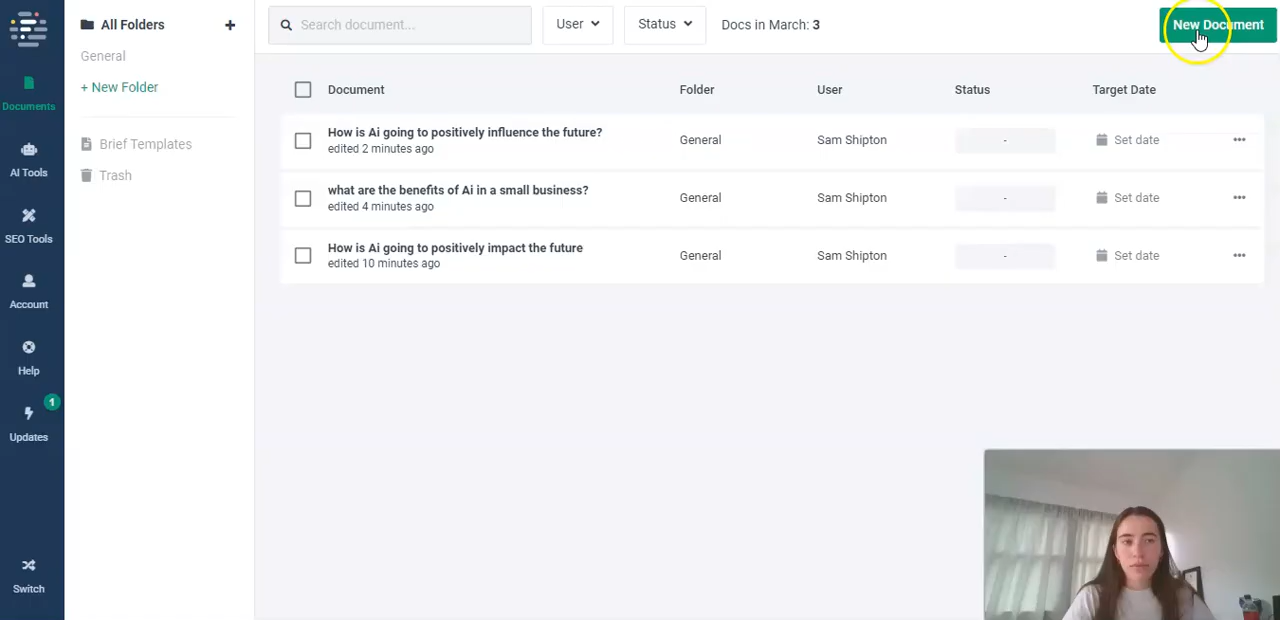 All Folders
General
+ New Folder
Brief Templates
Trash
Documents
AI Tools
SEO Tools
Account
Help
1
Updates
Switch
Search document...
User
Status
Docs in March: 3
New Document
Document Folder User Status Target Date
How is Ai going to positively influence the future?
edited 2 minutes ago
General Sam Shipton - Set date
what are the benefits of Ai in a small business?
edited 4 minutes ago
General Sam Shipton - Set date
How is Ai going to positively impact the future
edited 10 minutes ago
General Sam Shipton - Set date